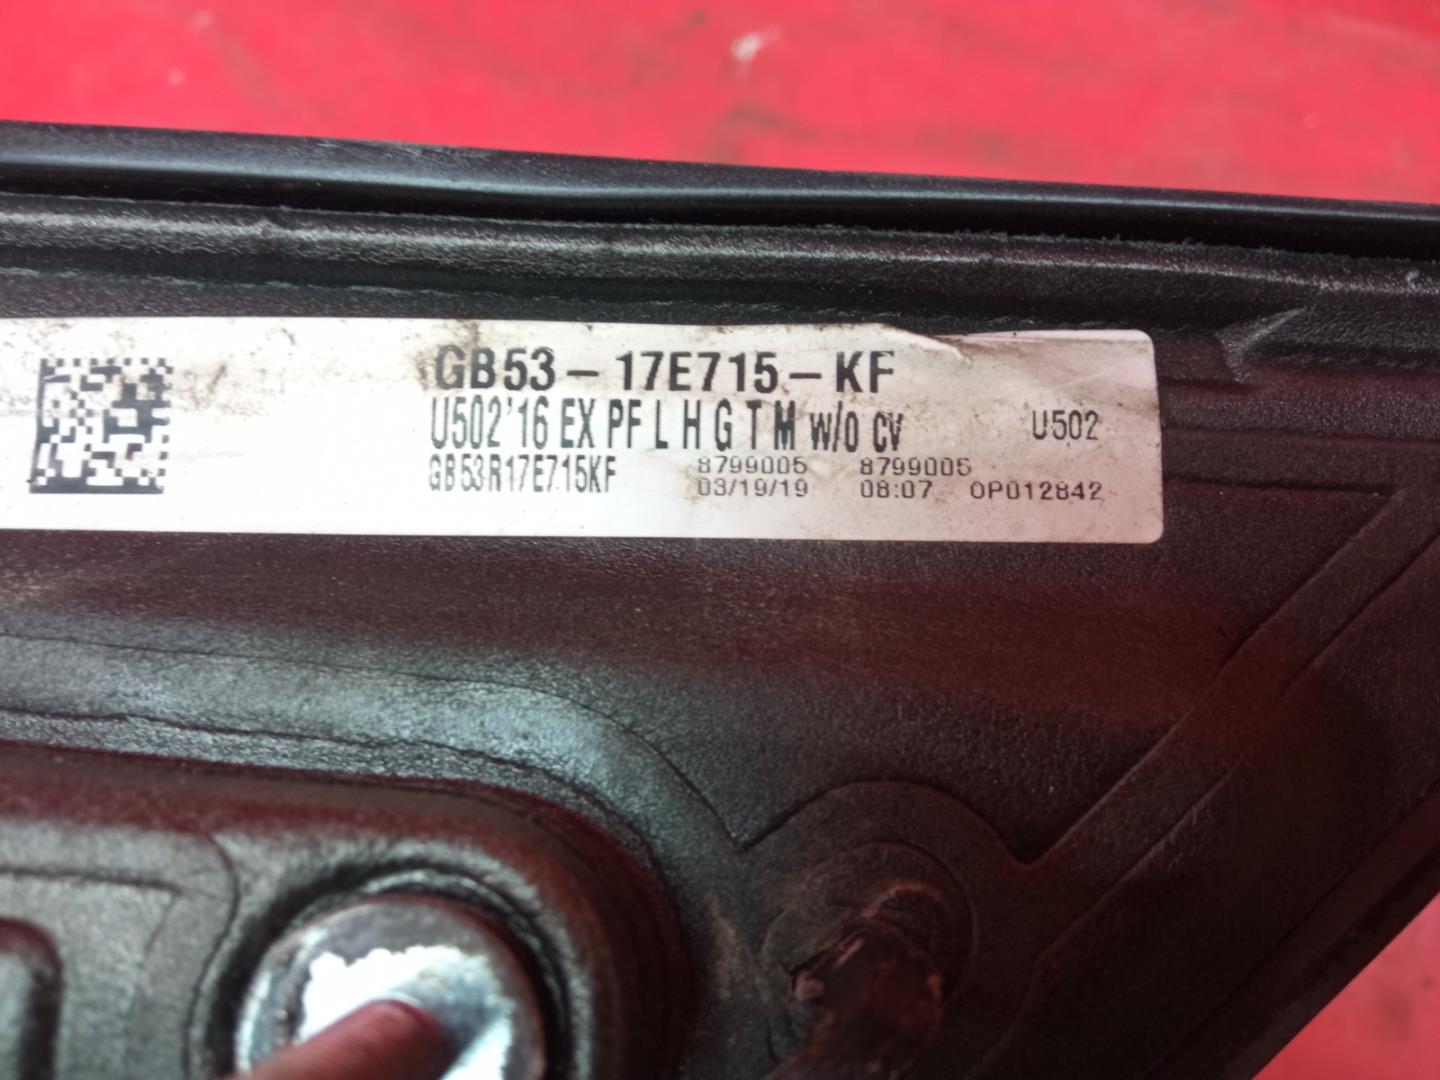 GB53-17E715-KF
U502'16 EX PF L H G T M w/o cv U502
GB53R17E715KF 8799005 8799005
03/19/19 08:07 0P012842